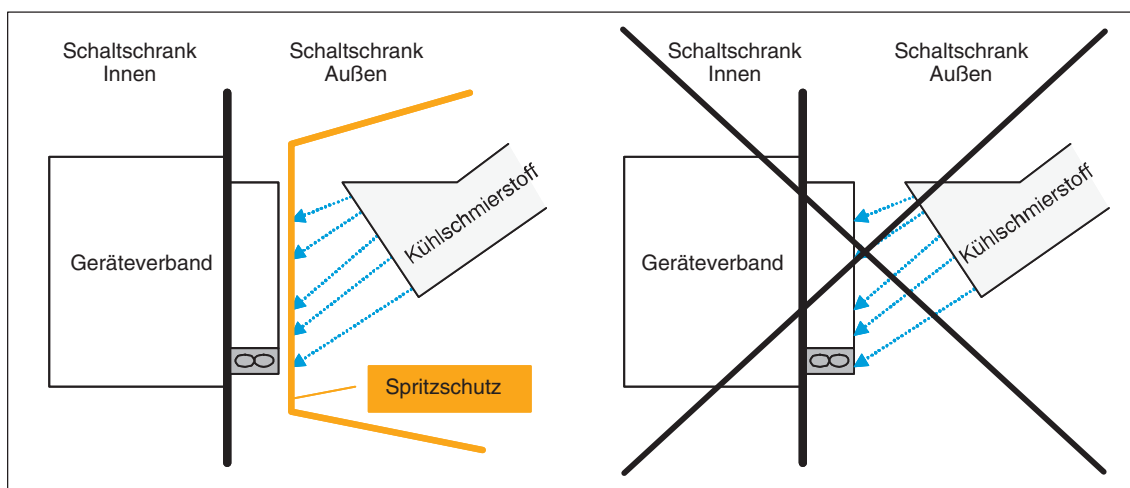 Schaltschrank
Innen
Schaltschrank
Außen
Geräteverband
Kühlschmierstoff
Spritzschutz
Schaltschrank
Innen
Schaltschrank
Außen
Geräteverband
Kühlschmierstoff